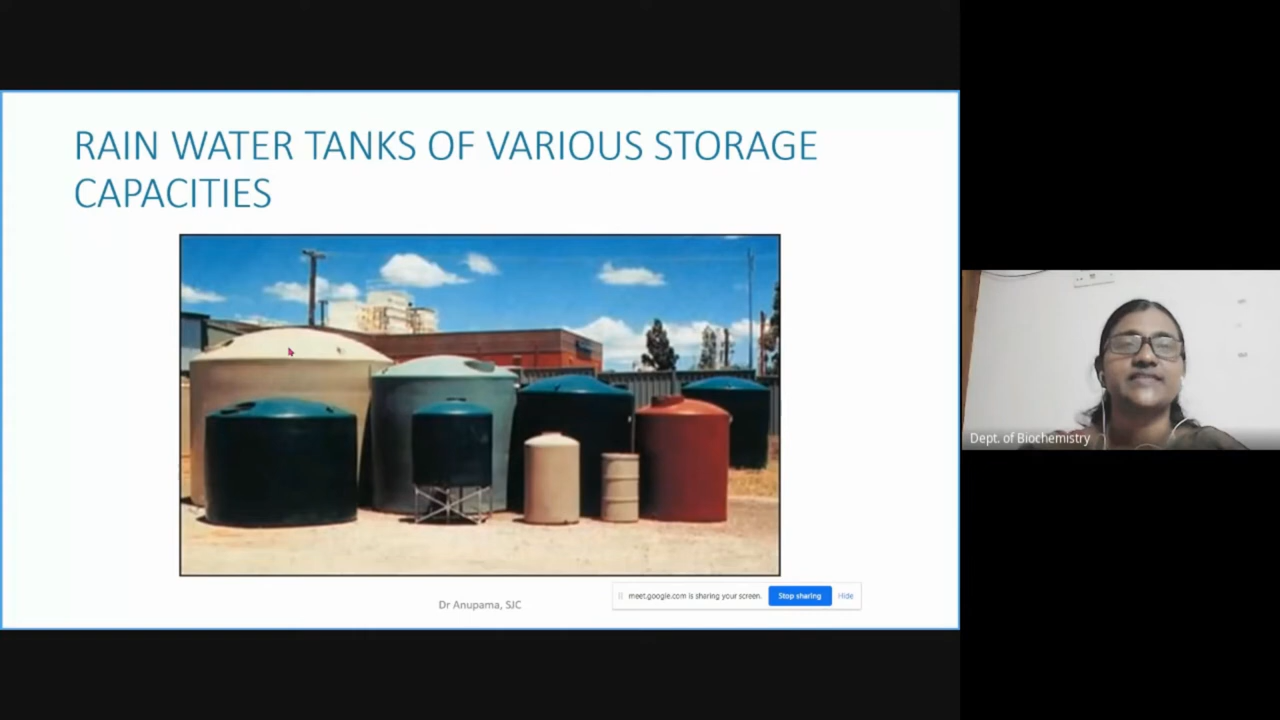 RAIN WATER TANKS OF VARIOUS STORAGE
CAPACITIES
Dr Anupama, SJC
meet.google.com is sharing your screen.
Stop sharing
Hide
Dept. of Biochemistry